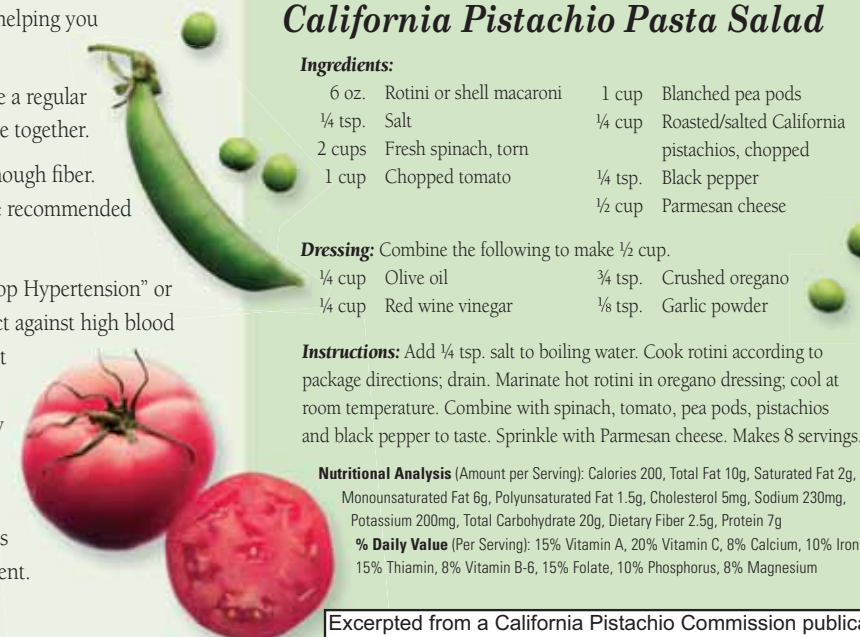 helping you
e a regular
e together.
ough fiber.
e recommended
op Hypertension” or
ct against high blood
t
y
s
ent.
California Pistachio Pasta Salad
Ingredients:
6 oz. Rotini or shell macaroni
¼ tsp. Salt
2 cups Fresh spinach, torn
1 cup Chopped tomato
1 cup Blanched pea pods
¼ cup Roasted/salted California
pistachios, chopped
¼ tsp. Black pepper
½ cup Parmesan cheese
Dressing: Combine the following to make ½ cup.
¼ cup Olive oil
¼ cup Red wine vinegar
¾ tsp. Crushed oregano
⅛ tsp. Garlic powder
Instructions: Add ¼ tsp. salt to boiling water. Cook rotini according to
package directions; drain. Marinate hot rotini in oregano dressing; cool at
room temperature. Combine with spinach, tomato, pea pods, pistachios
and black pepper to taste. Sprinkle with Parmesan cheese. Makes 8 servings.
Nutritional Analysis (Amount per Serving): Calories 200, Total Fat 10g, Saturated Fat 2g,
Monounsaturated Fat 6g, Polyunsaturated Fat 1.5g, Cholesterol 5mg, Sodium 230mg,
Potassium 200mg, Total Carbohydrate 20g, Dietary Fiber 2.5g, Protein 7g
% Daily Value (Per Serving): 15% Vitamin A, 20% Vitamin C, 8% Calcium, 10% Iron
15% Thiamin, 8% Vitamin B-6, 15% Folate, 10% Phosphorus, 8% Magnesium
Excerpted from a California Pistachio Commission publica